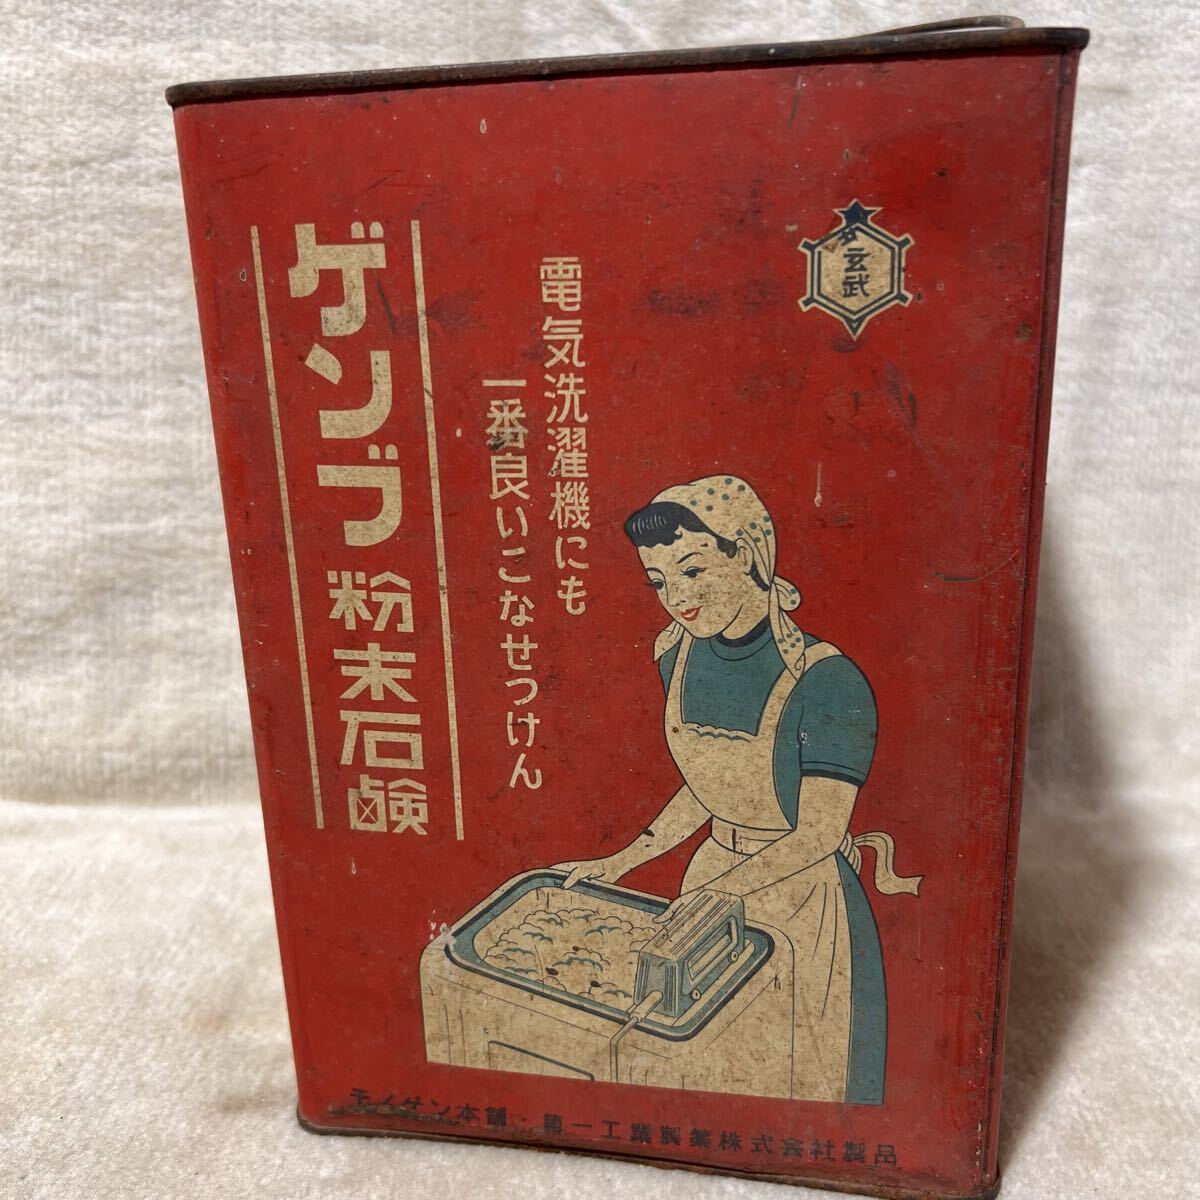 玄武
電気洗濯機にも
一番良いこなせっけん
ゲンブ粉末石鹸
モノゲン本舗・第一工業製薬株式会社製品